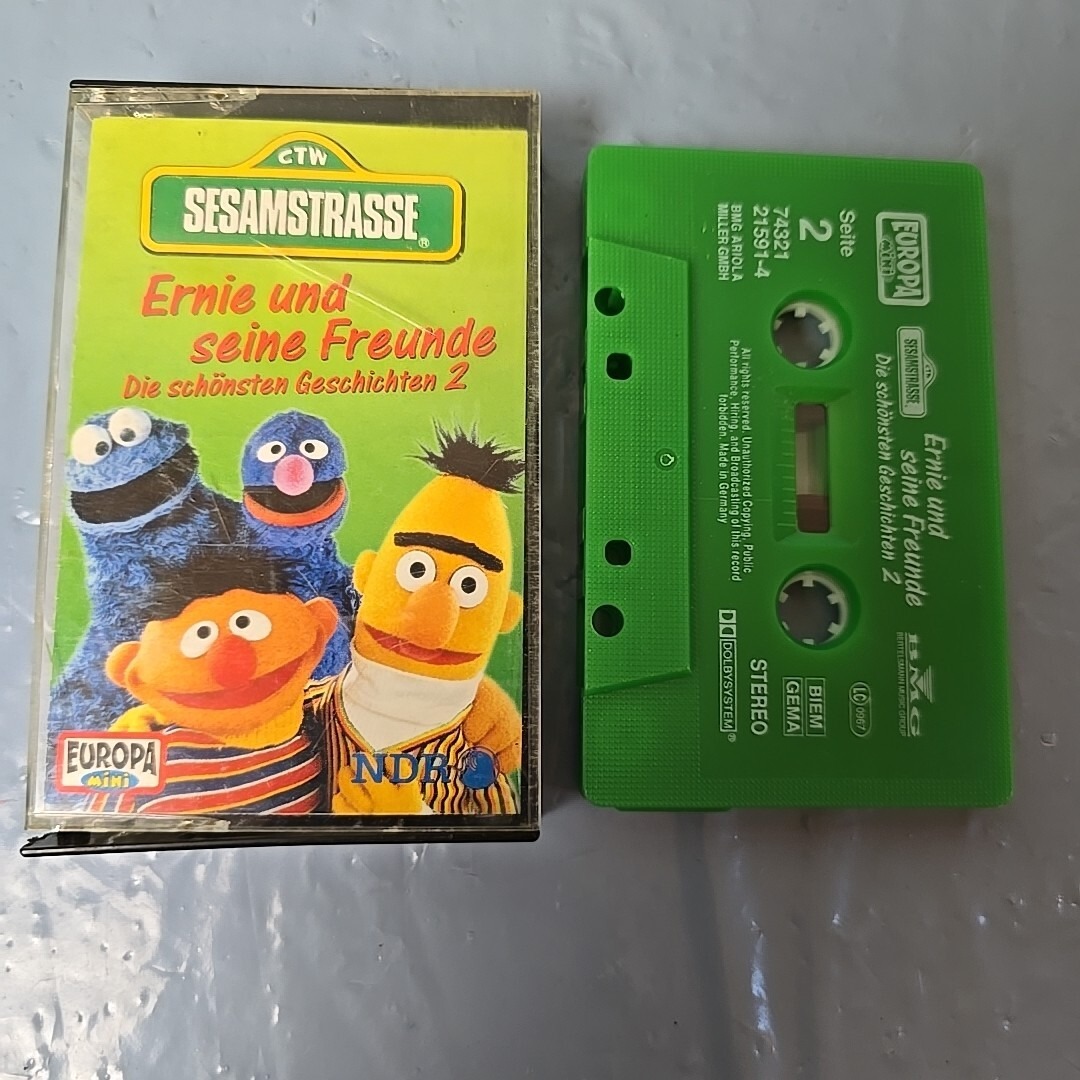 CTW
SESAMSTRASSE®
Ernie und
seine Freunde
Die schönsten Geschichten 2
EUROPA
MiNi
NDR
EUROPA
MiNi
SESAMSTRASSE
Ernie und
seine Freunde
Die schönsten Geschichten 2
BMG
BERTELSMANN MUSIC GROUP
Seite
2
74321
21591-4
BMG ARIOLA
MILLER GMBH
All rights reserved. Unauthorized Copying, Public
Performance, Hiring, and Broadcasting of this record
forbidden. Made in Germany
LC 0967
BIEM
GEMA
STEREO
DOLBY SYSTEM®